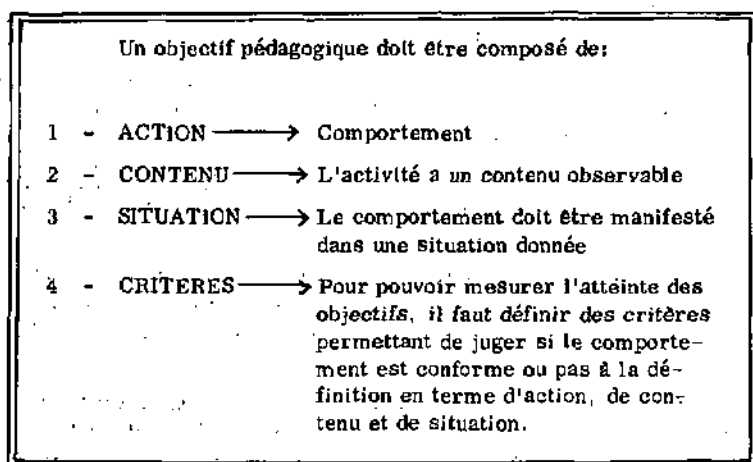 Un objectif pédagogique doit être composé de:
1 - ACTION → Comportement
2 - CONTENU → L'activité a un contenu observable
3 - SITUATION → Le comportement doit être manifesté
dans une situation donnée
4 - CRITERES → Pour pouvoir mesurer l'atteinte des
objectifs, il faut définir des critères
permettant de juger si le comporte-
ment est conforme ou pas à la dé-
finition en terme d'action, de con-
tenu et de situation.